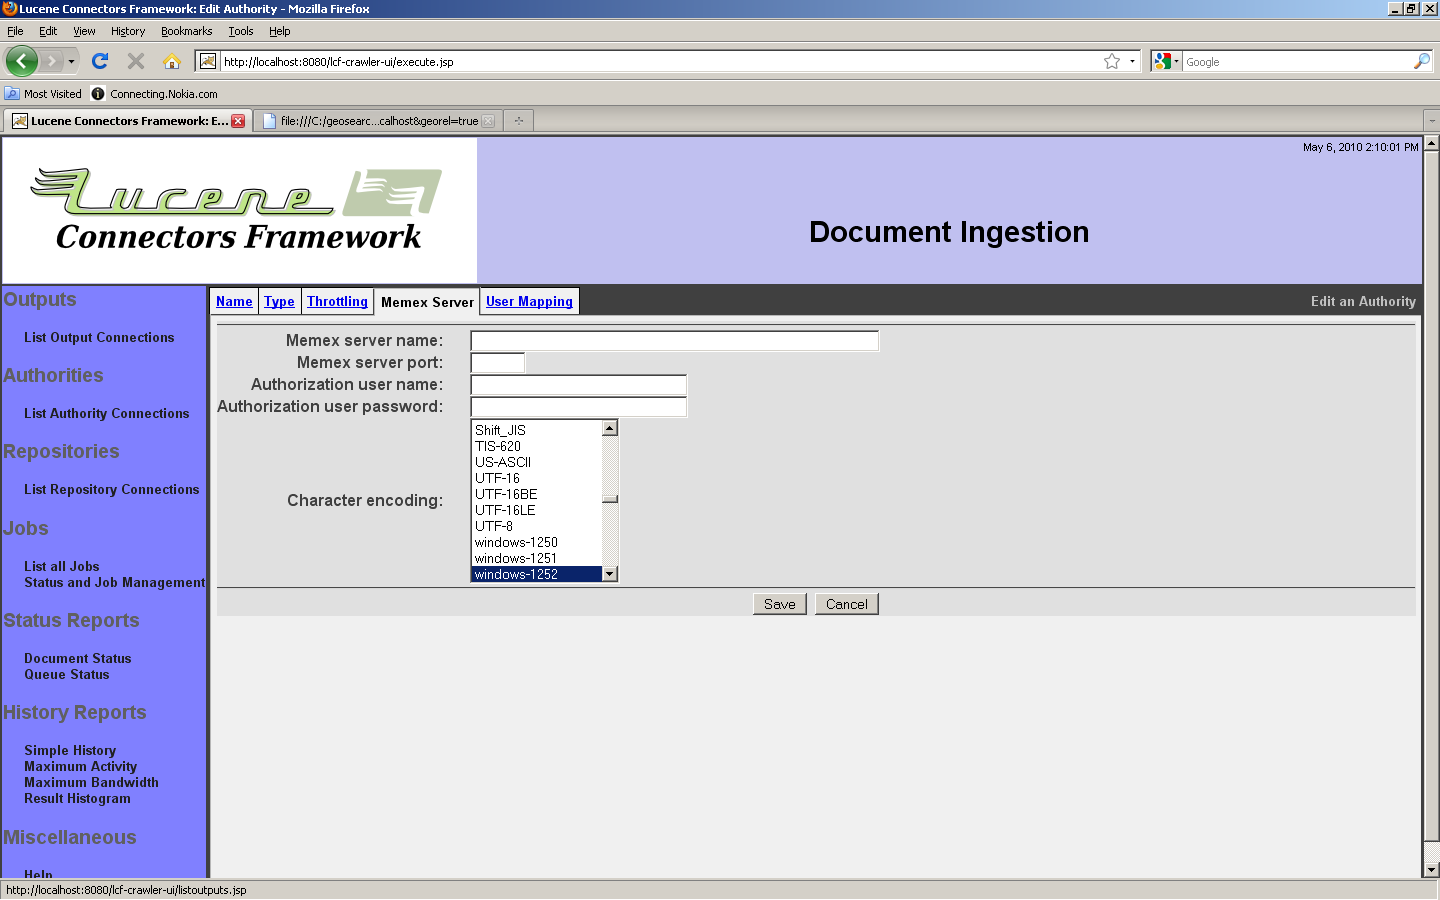 Lucene Connectors Framework: Edit Authority - Mozilla Firefox
File Edit View History Bookmarks Tools Help
http://localhost:8080/lcf-crawler-ui/execute.jsp
Google
Most Visited Connecting.Nokia.com
Lucene Connectors Framework: E... file:///C:/geosearc...calhost&georel=true
May 6, 2010 2:10:01 PM
Lucene
Connectors Framework
Document Ingestion
Outputs
List Output Connections
Authorities
List Authority Connections
Repositories
List Repository Connections
Jobs
List all Jobs
Status and Job Management
Status Reports
Document Status
Queue Status
History Reports
Simple History
Maximum Activity
Maximum Bandwidth
Result Histogram
Miscellaneous
Help
Name Type Throttling Memex Server User Mapping Edit an Authority
Memex server name:
Memex server port:
Authorization user name:
Authorization user password:
Character encoding:
Shift_JIS
TIS-620
US-ASCII
UTF-16
UTF-16BE
UTF-16LE
UTF-8
windows-1250
windows-1251
windows-1252
Save Cancel
http://localhost:8080/lcf-crawler-ui/listoutputs.jsp